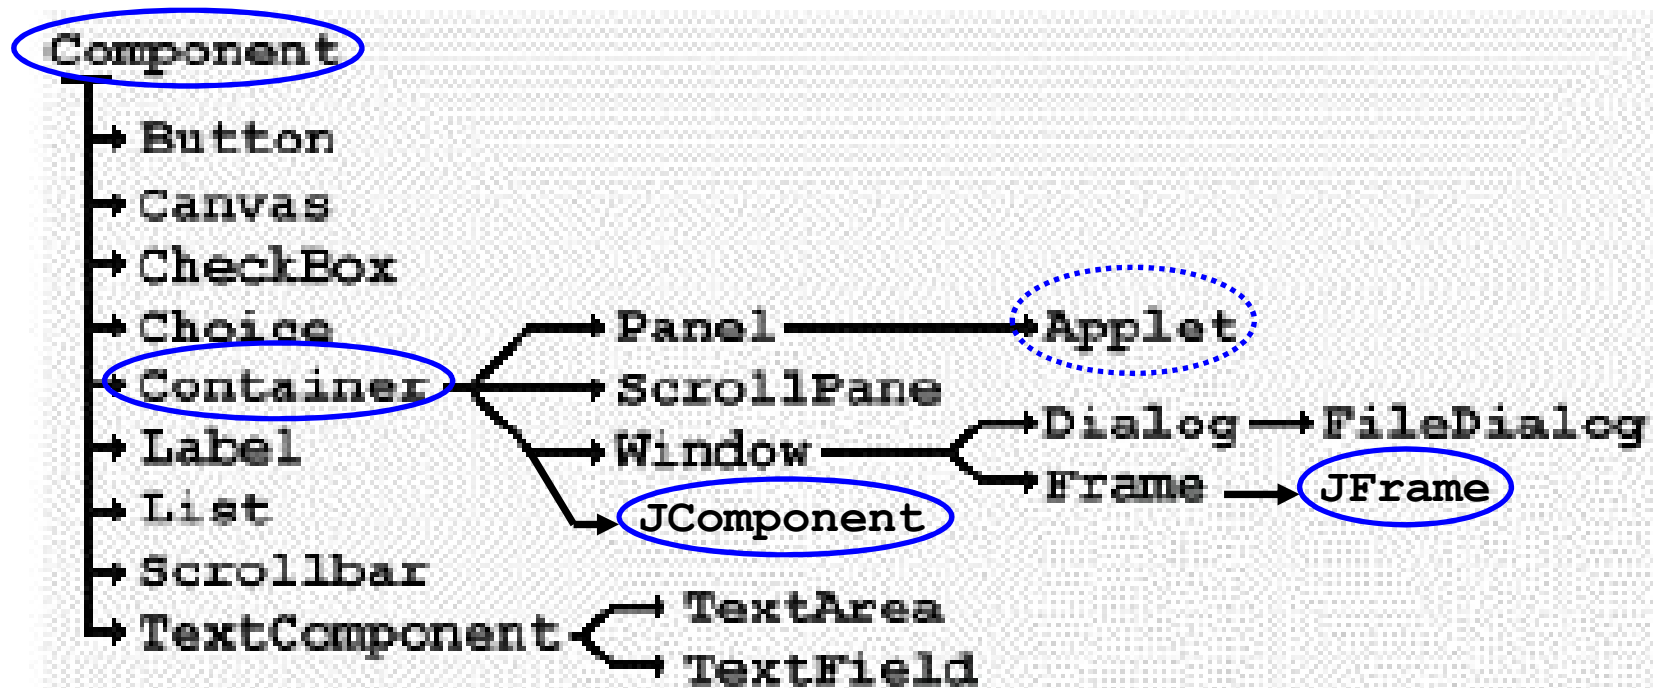 Component
Button
Canvas
CheckBox
Choice
Panel
Applet
Container
ScrollPane
Label
Window
Dialog
FileDialog
Frame
JFrame
List
JComponent
Scrollbar
TextComponent
TextArea
TextField